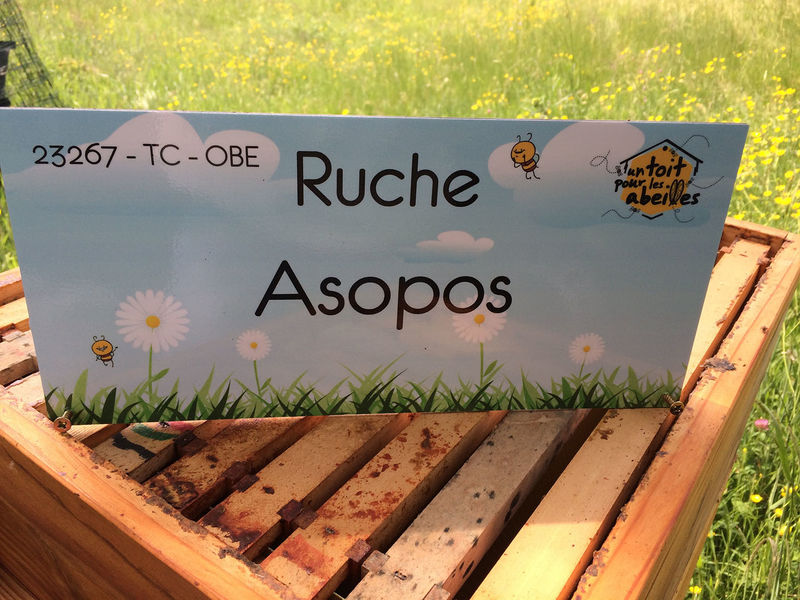 23267 - TC - OBE
Ruche
Asopos
un toit
pour les
abeilles